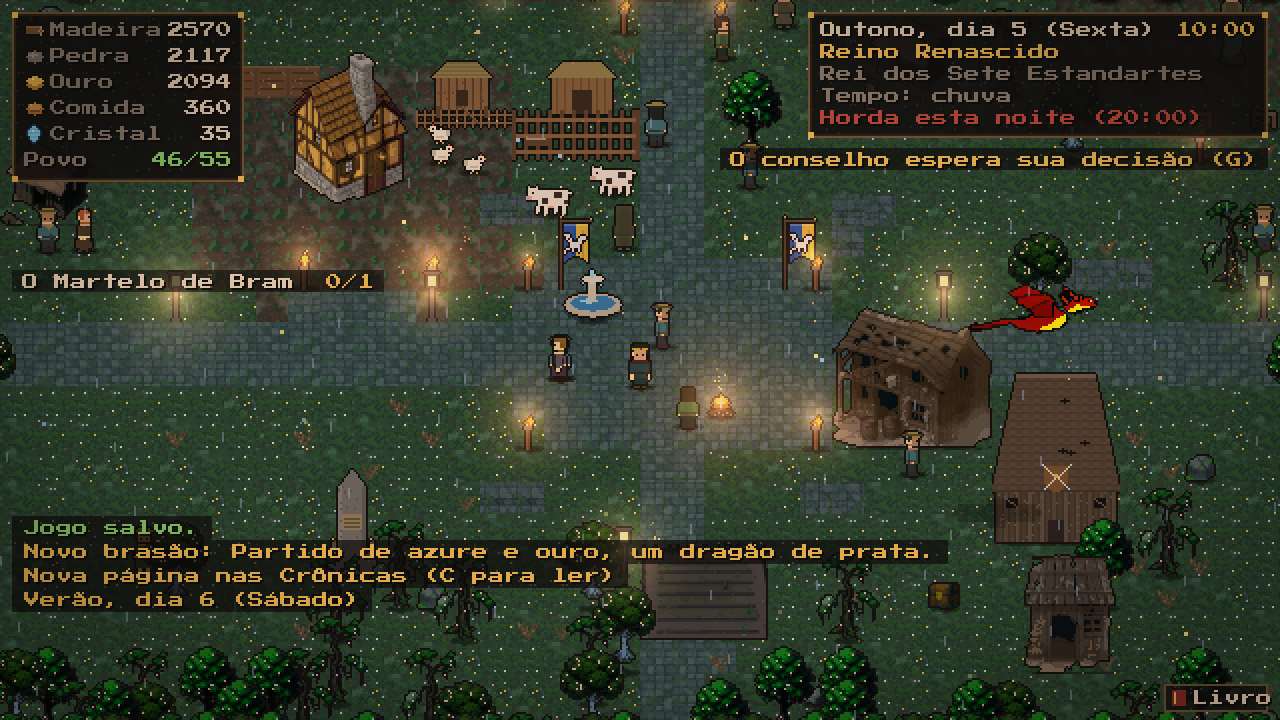 Madeira 2570
Pedra 2117
Ouro 2094
Comida 360
Cristal 35
Povo 46/55
Outono, dia 5 (Sexta) 10:00
Reino Renascido
Rei dos Sete Estandartes
Tempo: chuva
Horda esta noite (20:00)
O conselho espera sua decisão (G)
O Martelo de Bram 0/1
Jogo salvo.
Novo brasão: Partido de azure e ouro, um dragão de prata.
Nova página nas Crônicas (C para ler)
Verão, dia 6 (Sábado)
Livro